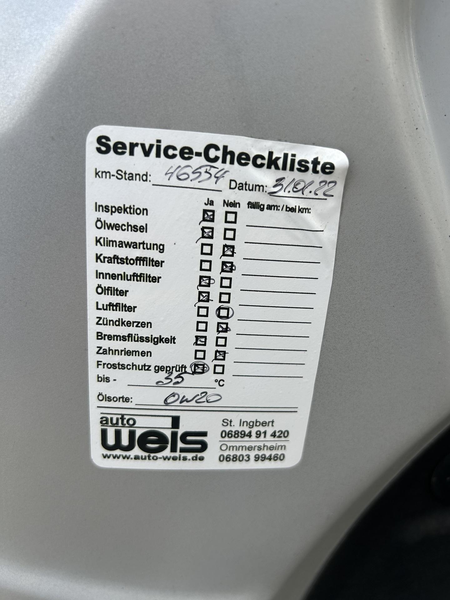 Service-Checkliste
km-Stand: 46554 Datum: 31.01.22
Ja Nein fällig am: / bei km:
Inspektion
Ölwechsel
Klimawartung
Kraftstofffilter
Innenluftfilter
Ölfilter
Luftfilter
Zündkerzen
Bremsflüssigkeit
Zahnriemen
Frostschutz geprüft
bis - 35 °C
Ölsorte: 0W20
auto
weis
www.auto-weis.de
St. Ingbert
06894 91 420
Ommersheim
06803 99460